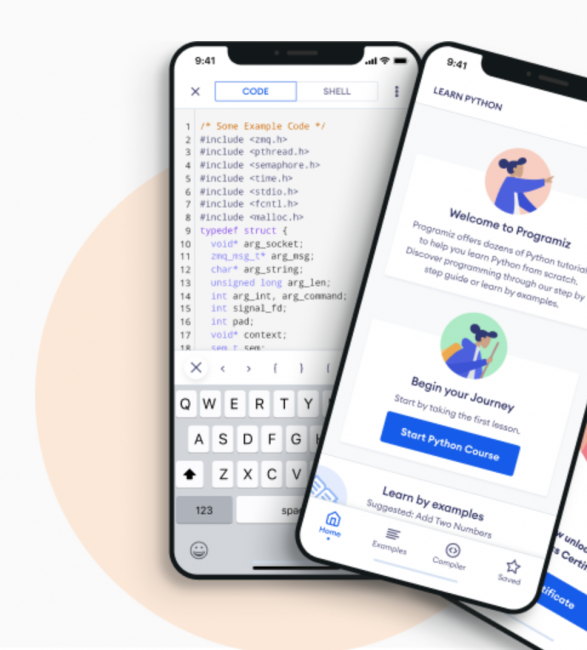 9:41
CODE
SHELL
1 /* Some Example Code */
2 #include <zmq.h>
3 #include <pthread.h>
4 #include <semaphore.h>
5 #include <time.h>
6 #include <stdio.h>
7 #include <fcntl.h>
8 #include <malloc.h>
9 typedef struct {
10 void* arg_socket;
11 zmq_msg_t* arg_msg;
12 char* arg_string;
13 unsigned long arg_len;
14 int arg_int, arg_command;
15 int signal_fd;
16 int pad;
17 void* context;
18 sem_t sem;
‹ › { } (
Q W E R T Y
A S D F G H
Z X C V
123
9:41
LEARN PYTHON
Welcome to Programiz
Programiz offers dozens of Python tutorials
to help you learn Python from scratch.
Discover programming through our step by
step guide or learn by examples.
Begin your Journey
Start by taking the first lesson.
Start Python Course
Learn by examples
Suggested: Add Two Numbers
Home
Examples
Compiler
Saved